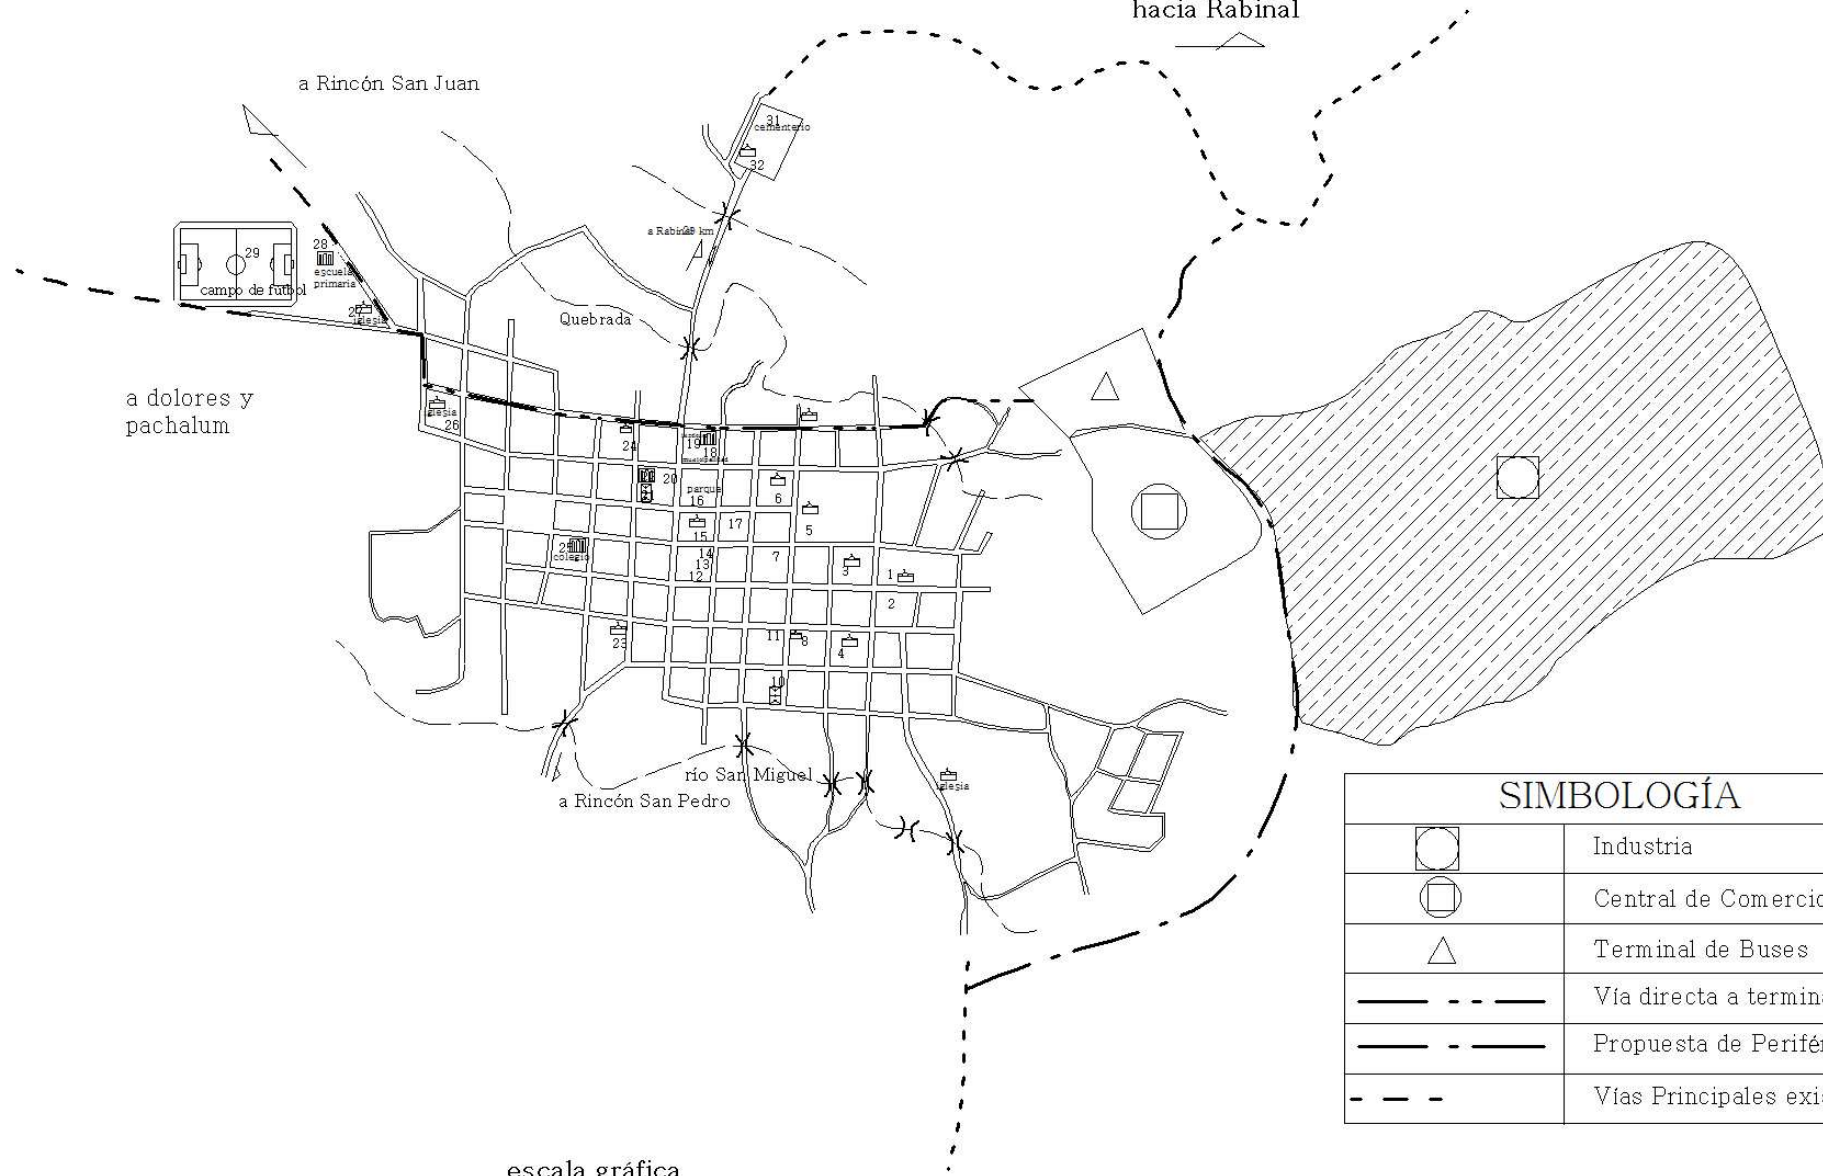 hacia Rabinal
a Rincón San Juan
31
cementerio
32
a Rabinal km
28
29
escuela
primaria
campo de futbol
27
iglesia
Quebrada
a dolores y
pachalum
iglesia
26
24
19
18
municipalidad
20
21
parque
16
6
17
5
15
25
colegio
14
13
12
7
3
1
2
23
11
8
4
10
río San Miguel
a Rincón San Pedro
iglesia
SIMBOLOGÍA
Industria
Central de Comercio
Terminal de Buses
Vía directa a termina
Propuesta de Perifér
Vías Principales exis
escala gráfica